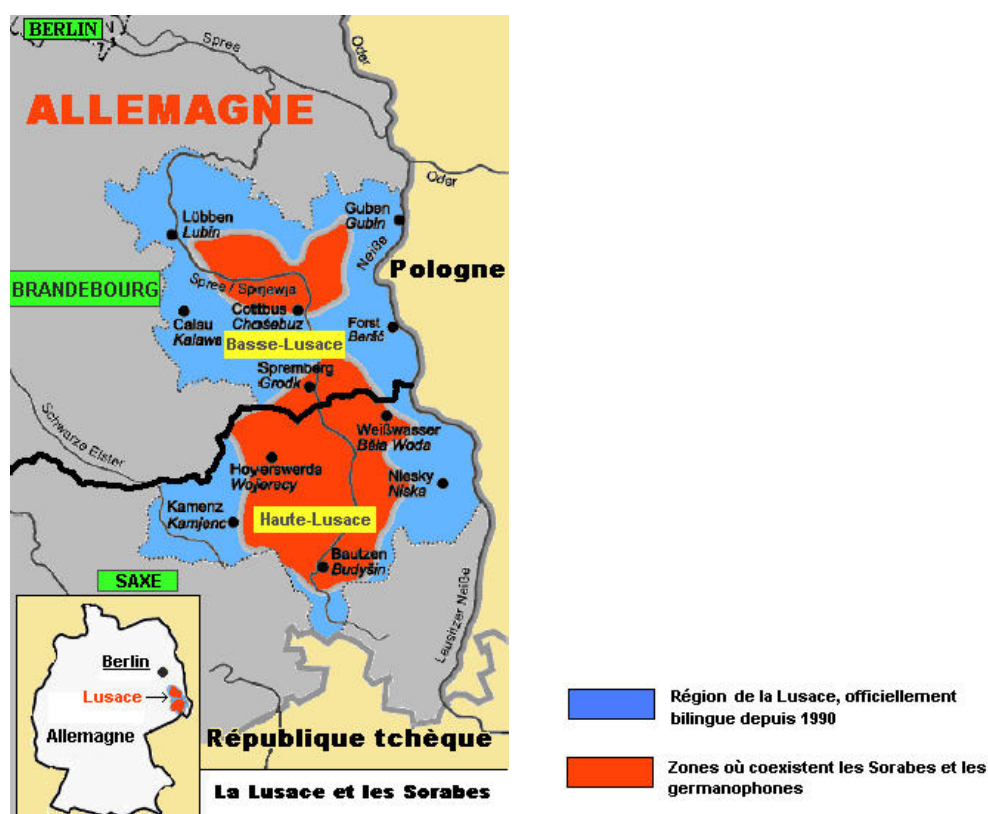 BERLIN
Spree
Oder
ALLEMAGNE
Oder
Lübben
Lubin
Guben
Gubin
Neiße
Pologne
BRANDEBOURG
Spree / Sprjewja
Cottbus
Chośebuz
Calau
Kalawa
Forst
Baršć
Basse-Lusace
Spremberg
Grodk
Schwarze Elster
Weißwasser
Běła Woda
Hoyerswerda
Wojerecy
Niesky
Niska
Kamenz
Kamjenc
Haute-Lusace
Bautzen
Budyšin
SAXE
Lausitzer Neiße
Berlin
Lusace
Allemagne
République tchèque
La Lusace et les Sorabes
Région de la Lusace, officiellement
bilingue depuis 1990
Zones où coexistent les Sorabes et les
germanophones